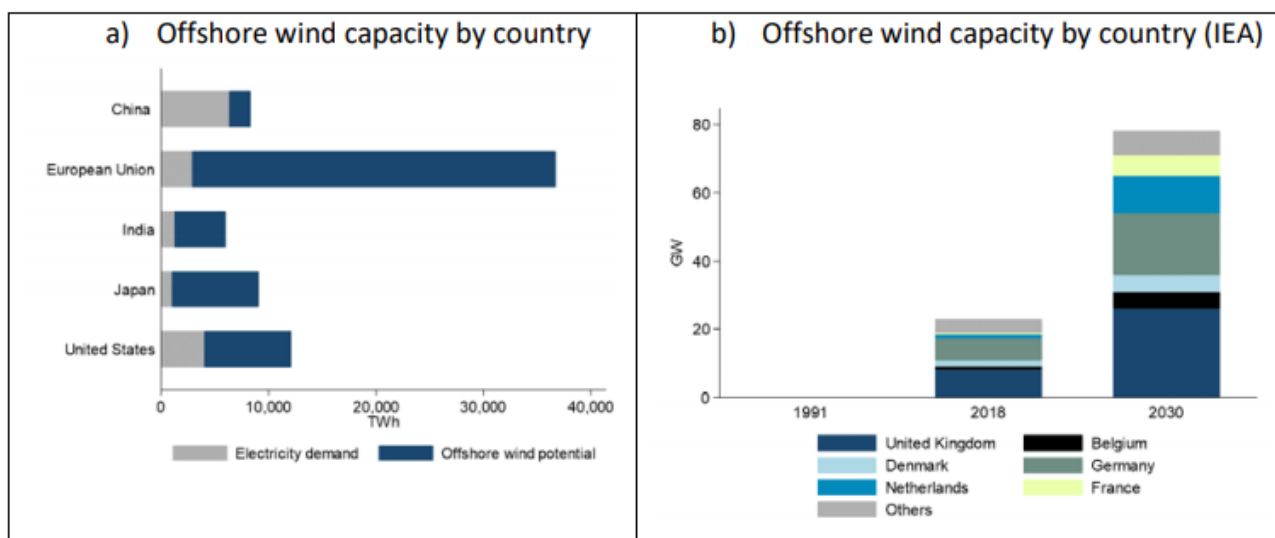 a) Offshore wind capacity by country
China
European Union
India
Japan
United States
0 10,000 20,000 30,000 40,000
TWh
Electricity demand Offshore wind potential
b) Offshore wind capacity by country (IEA)
80
60
40
20
0
GW
1991 2018 2030
United Kingdom Belgium
Denmark Germany
Netherlands France
Others